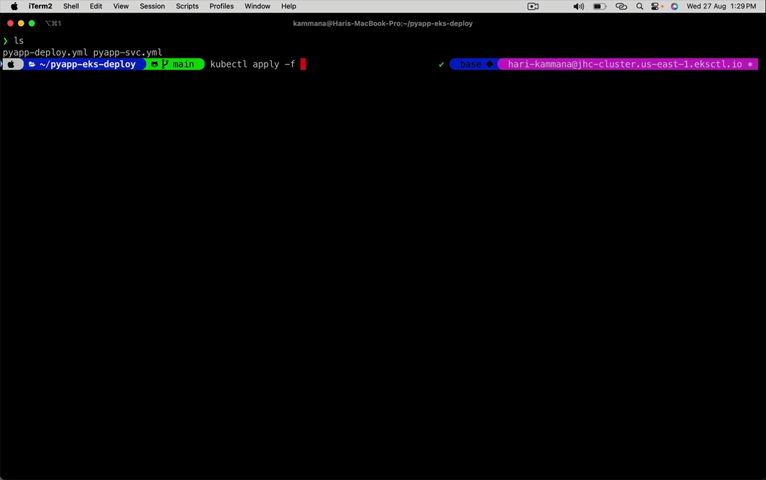 iTerm2 Shell Edit View Session Scripts Profiles Window Help Wed 27 Aug 1:29 PM
⌥⌘1 kammana@Haris-MacBook-Pro:~/pyapp-eks-deploy
❯ ls
pyapp-deploy.yml pyapp-svc.yml
~/pyapp-eks-deploy main kubectl apply -f ✔ base hari-kammana@jhc-cluster.us-east-1.eksctl.io